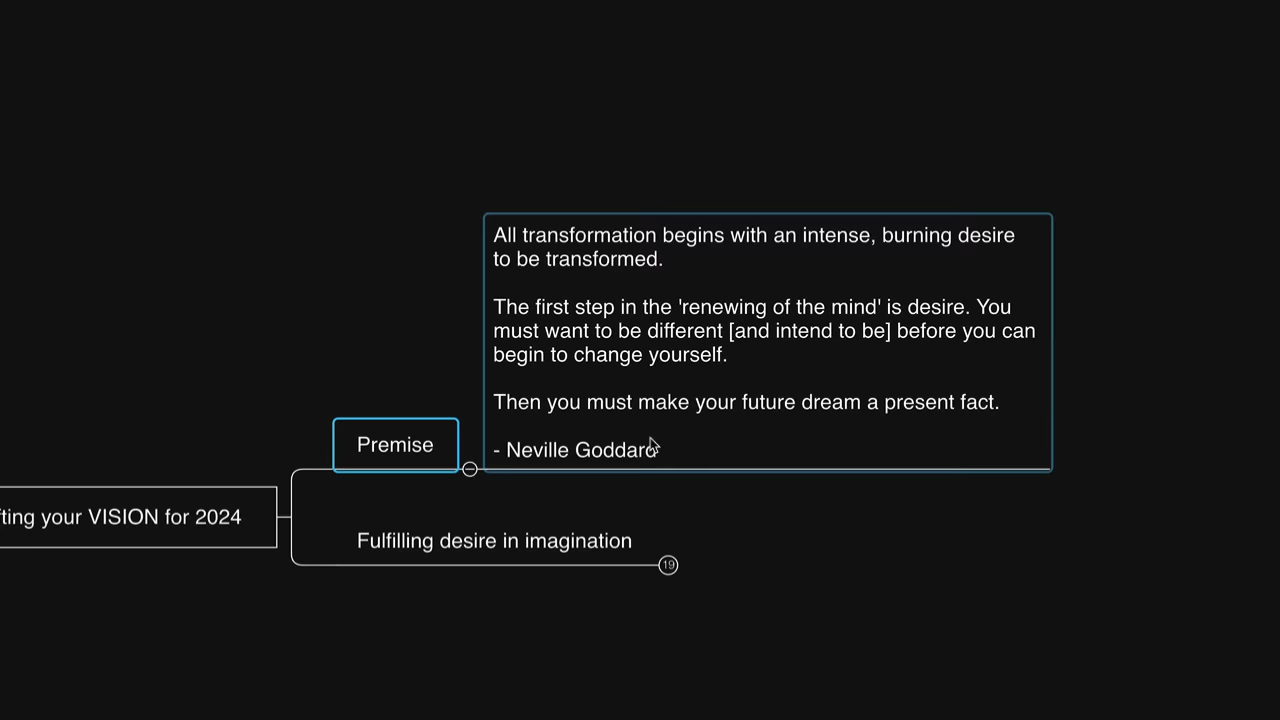 All transformation begins with an intense, burning desire
to be transformed.
The first step in the 'renewing of the mind' is desire. You
must want to be different [and intend to be] before you can
begin to change yourself.
Then you must make your future dream a present fact.
- Neville Goddard
Premise
your VISION for 2024
Fulfilling desire in imagination
19